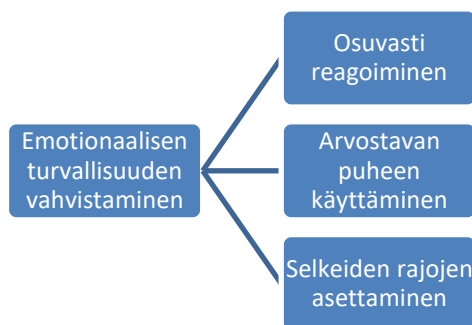 Emotionaalisen
turvallisuuden
vahvistaminen
Osuvasti
reagoiminen
Arvostavan
puheen
käyttäminen
Selkeiden rajojen
asettaminen